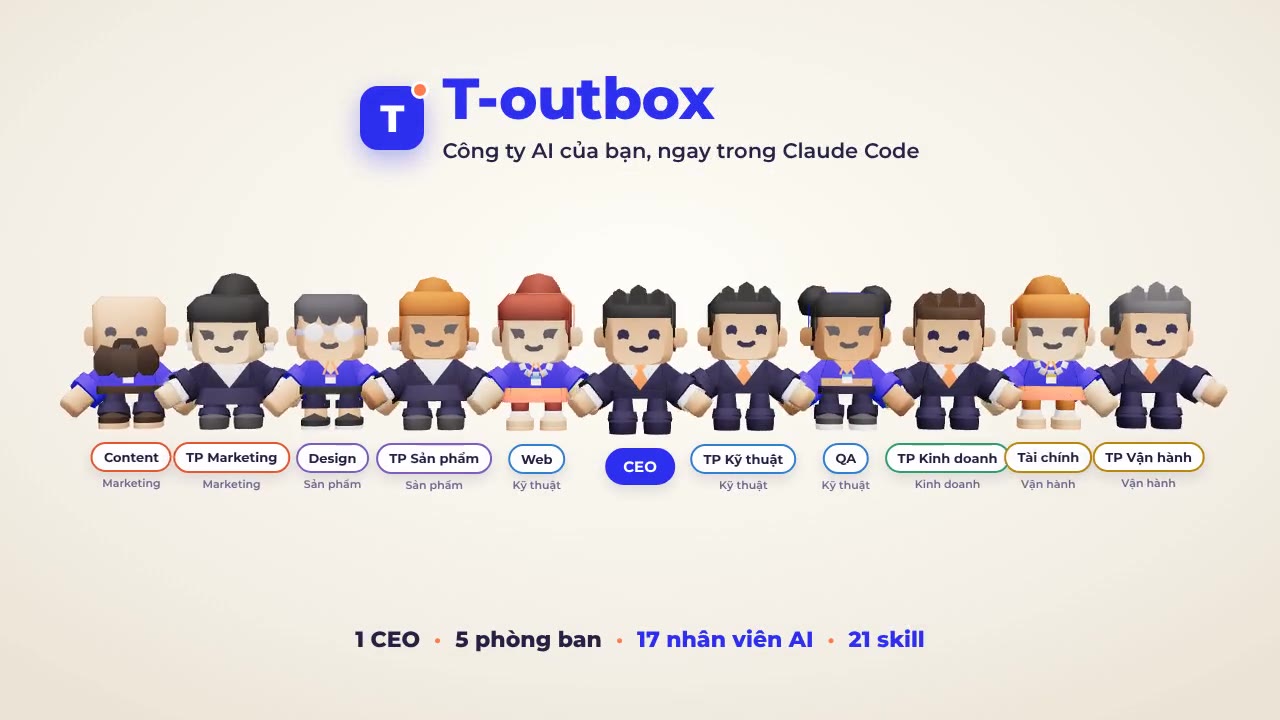 T
T-outbox
Công ty AI của bạn, ngay trong Claude Code
Content
TP Marketing
Design
TP Sản phẩm
Web
CEO
TP Kỹ thuật
QA
TP Kinh doanh
Tài chính
TP Vận hành
Marketing
Marketing
Sản phẩm
Sản phẩm
Kỹ thuật
Kỹ thuật
Kỹ thuật
Kinh doanh
Vận hành
Vận hành
1 CEO • 5 phòng ban • 17 nhân viên AI • 21 skill